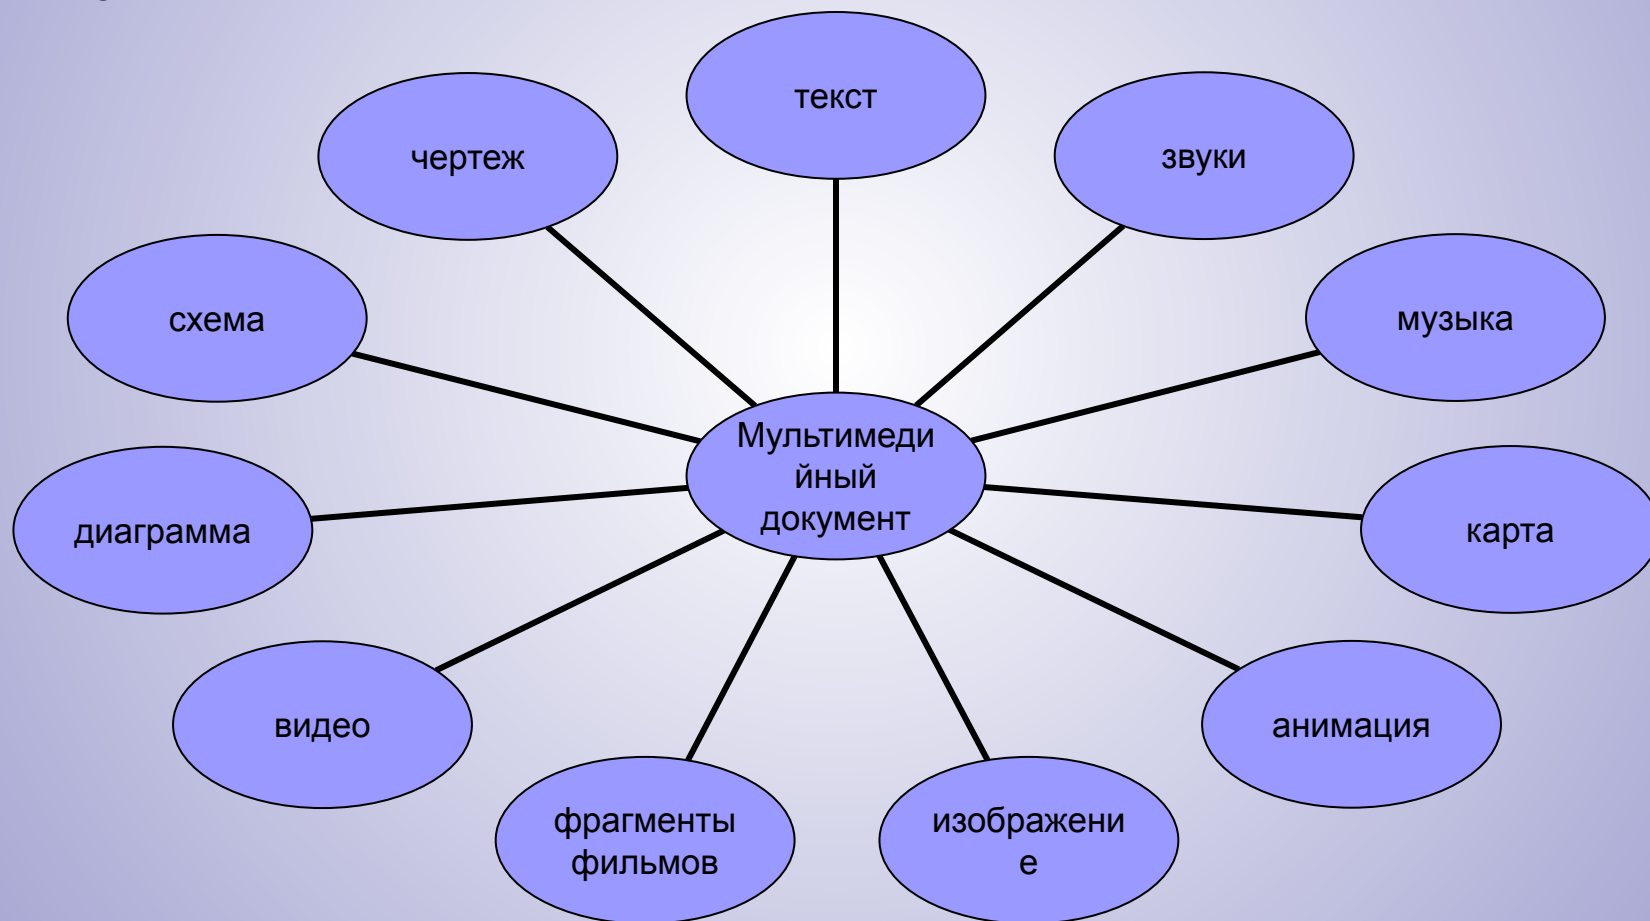 текст
чертеж
звуки
схема
музыка
Мультимеди
йный
документ
диаграмма
карта
видео
анимация
фрагменты
фильмов
изображени
е